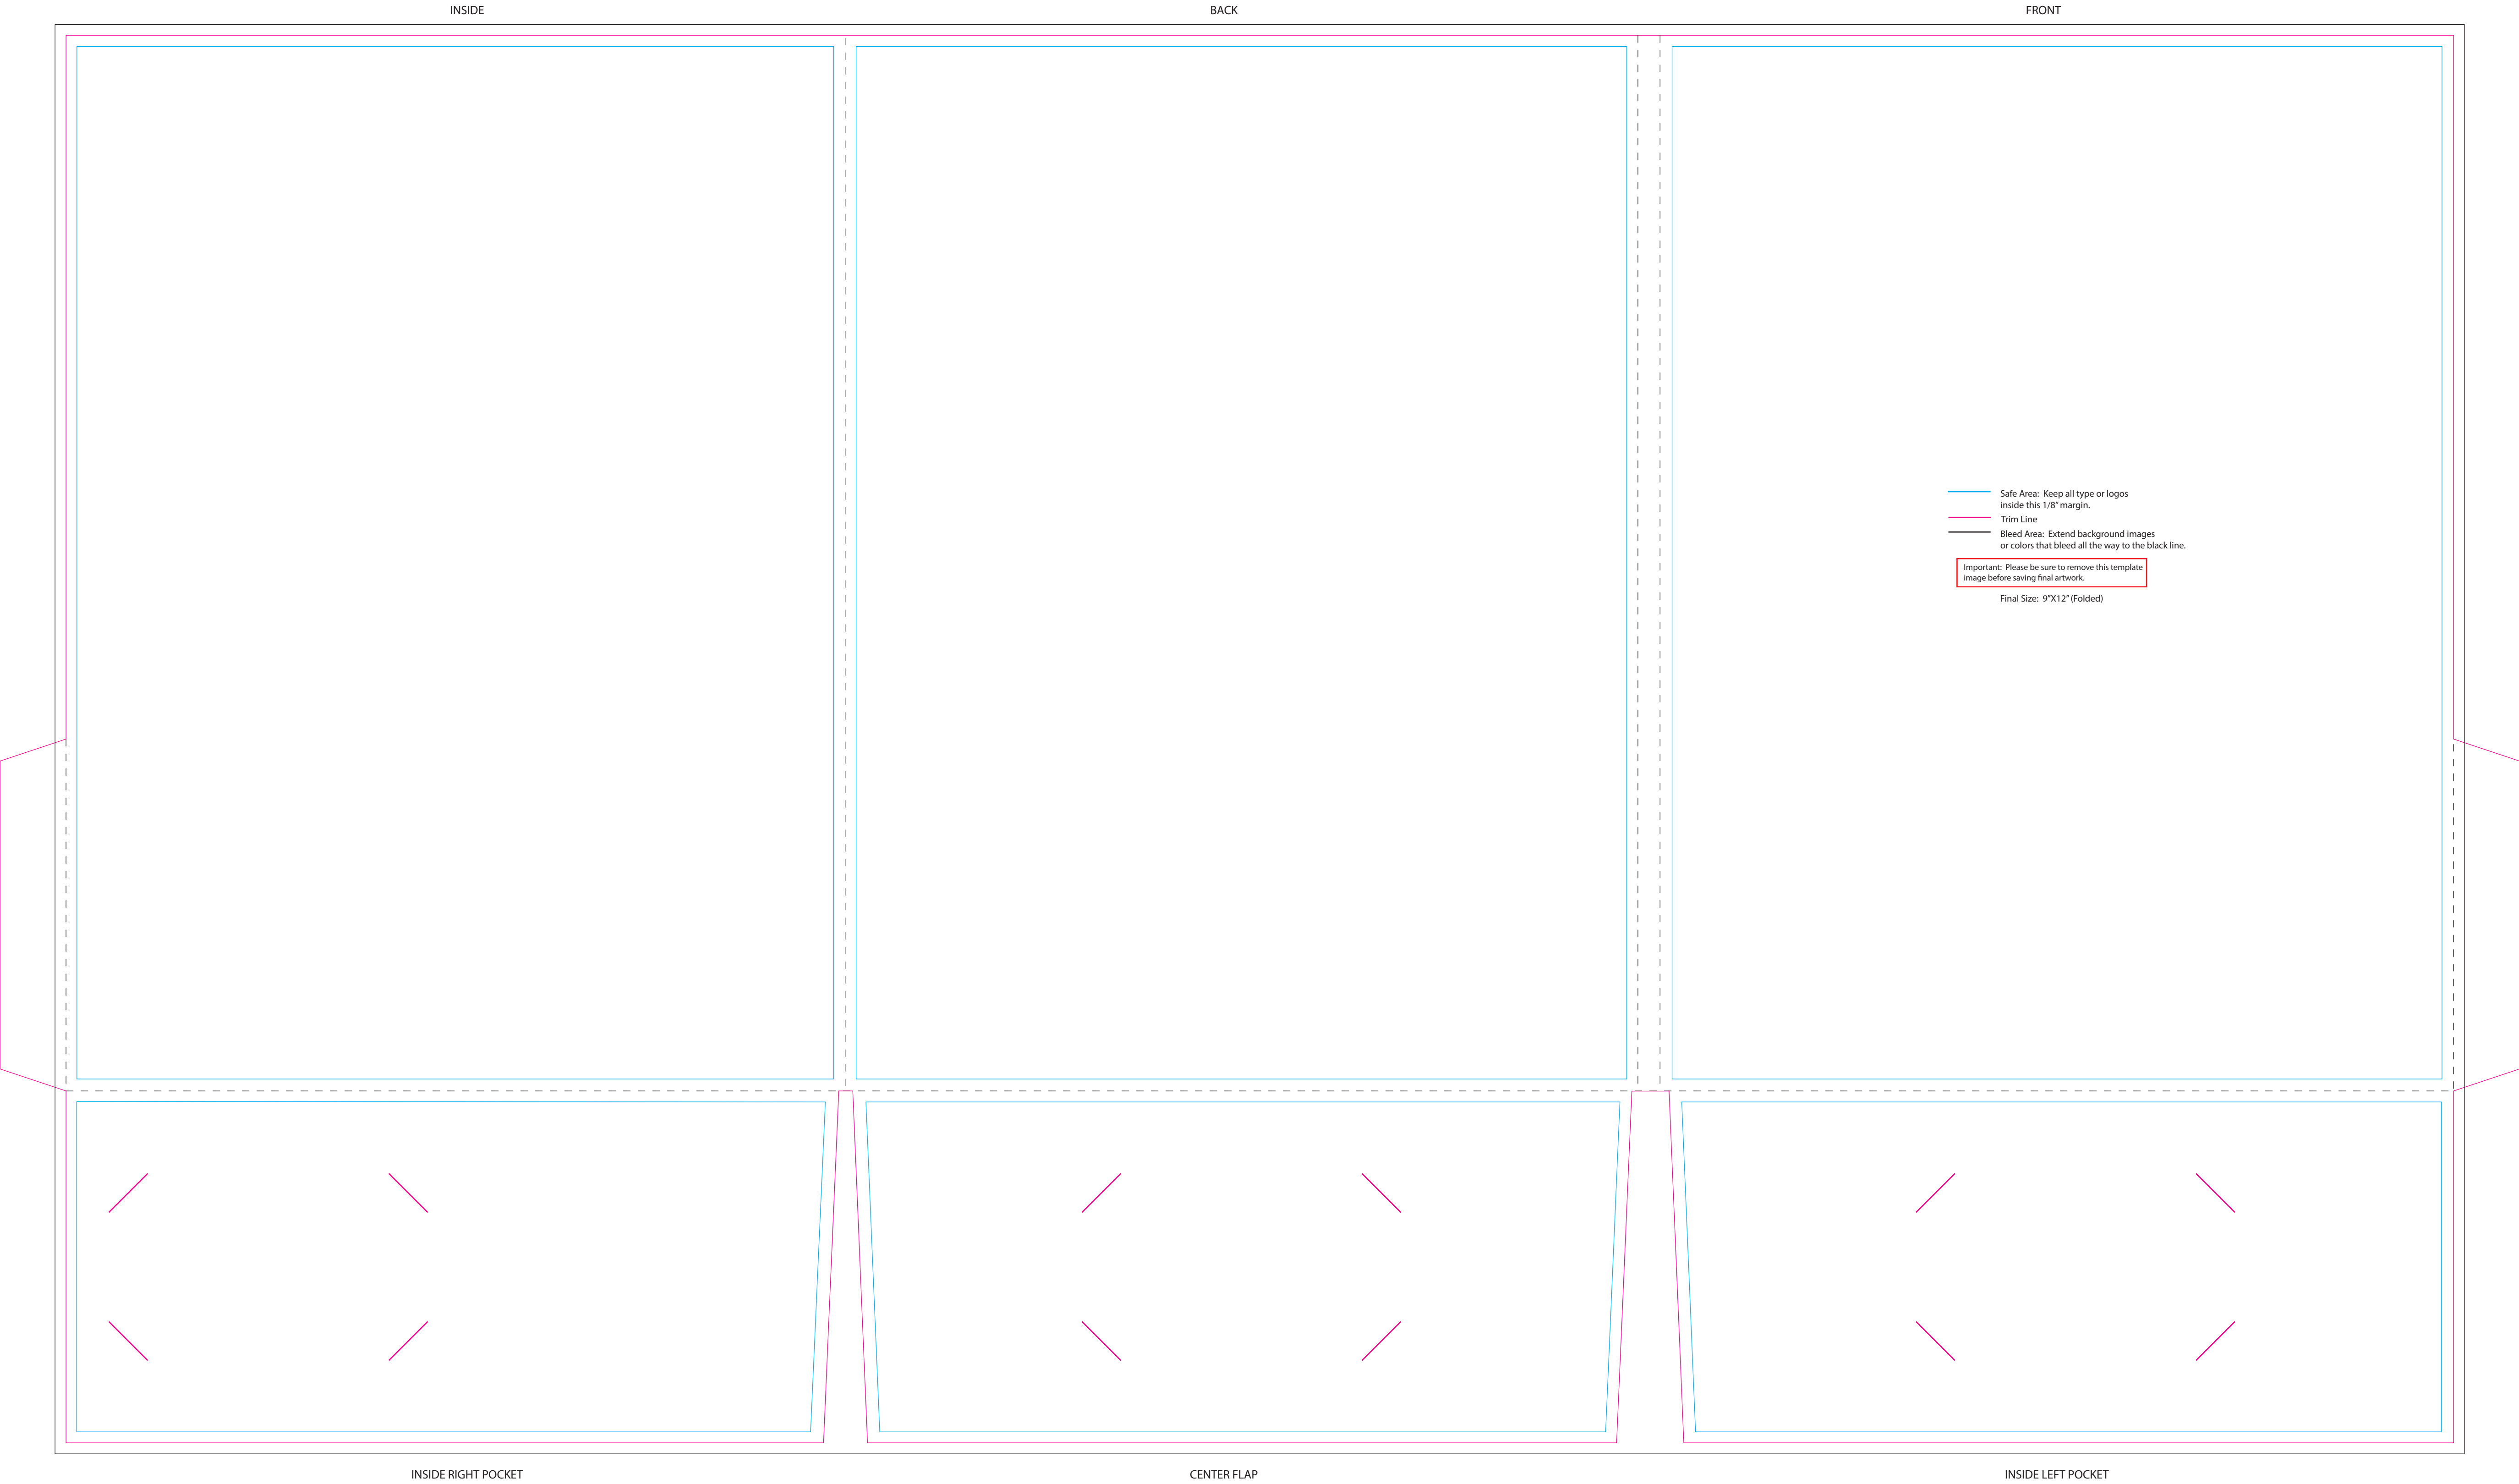 INSIDE
BACK
FRONT
Safe Area:  Keep all type or logos
inside this 1/8" margin.
Trim Line
Bleed Area:  Extend background images
or colors that bleed all the way to the black line.
Important:  Please be sure to remove this template
image before saving final artwork.
Final Size:  9"X12" (Folded)
INSIDE RIGHT POCKET
CENTER FLAP
INSIDE LEFT POCKET